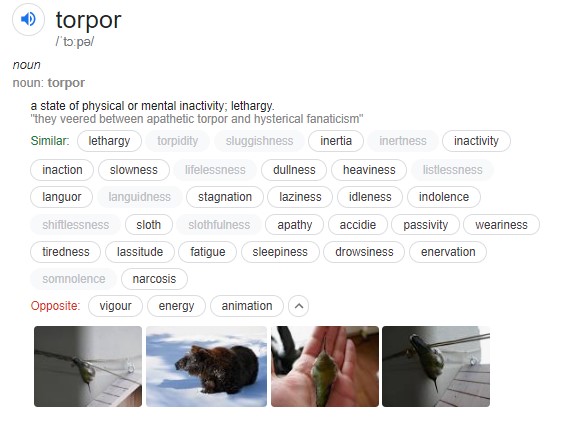 torpor
/ˈtɔːpə/
noun
noun: torpor
a state of physical or mental inactivity; lethargy.
"they veered between apathetic torpor and hysterical fanaticism"
Similar: lethargy torpidity sluggishness inertia inertness inactivity
inaction slowness lifelessness dullness heaviness listlessness
languor languidness stagnation laziness idleness indolence
shiftlessness sloth slothfulness apathy accidie passivity weariness
tiredness lassitude fatigue sleepiness drowsiness enervation
somnolence narcosis
Opposite: vigour energy animation